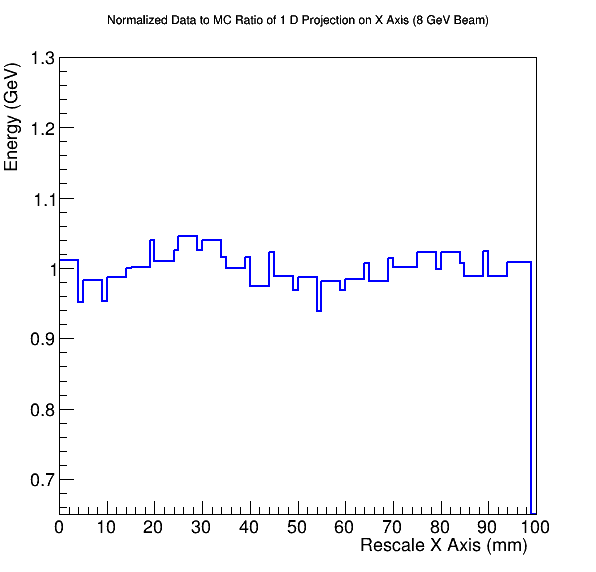 Normalized Data to MC Ratio of 1 D Projection on X Axis (8 GeV Beam)
Energy (GeV)
1.3
1.2
1.1
1
0.9
0.8
0.7
0 10 20 30 40 50 60 70 80 90 100
Rescale X Axis (mm)